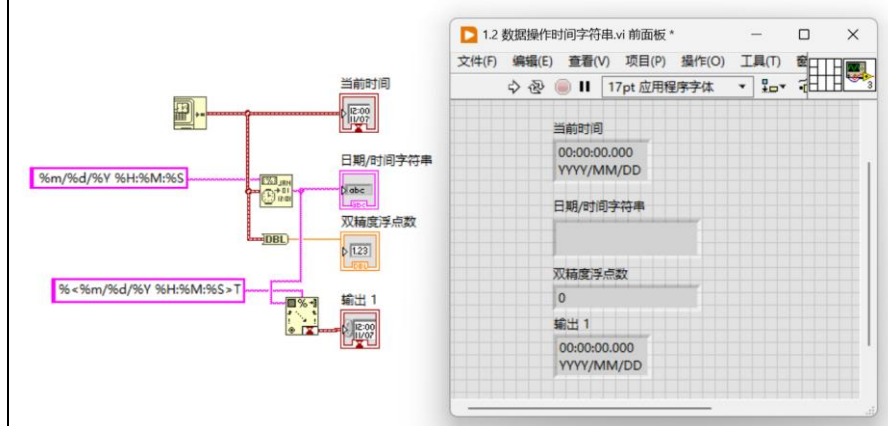 当前时间
12:00
11/07
日期/时间字符串
%m/%d/%Y %H:%M:%S
abc
abc
双精度浮点数
DBL
1.23
DBL
%<%m/%d/%Y %H:%M:%S>T
输出 1
12:00
11/07
1.2 数据操作时间字符串.vi 前面板 *
文件(F) 编辑(E) 查看(V) 项目(P) 操作(O) 工具(T) 窗
17pt 应用程序字体
3
当前时间
00:00:00.000
YYYY/MM/DD
日期/时间字符串
双精度浮点数
0
输出 1
00:00:00.000
YYYY/MM/DD